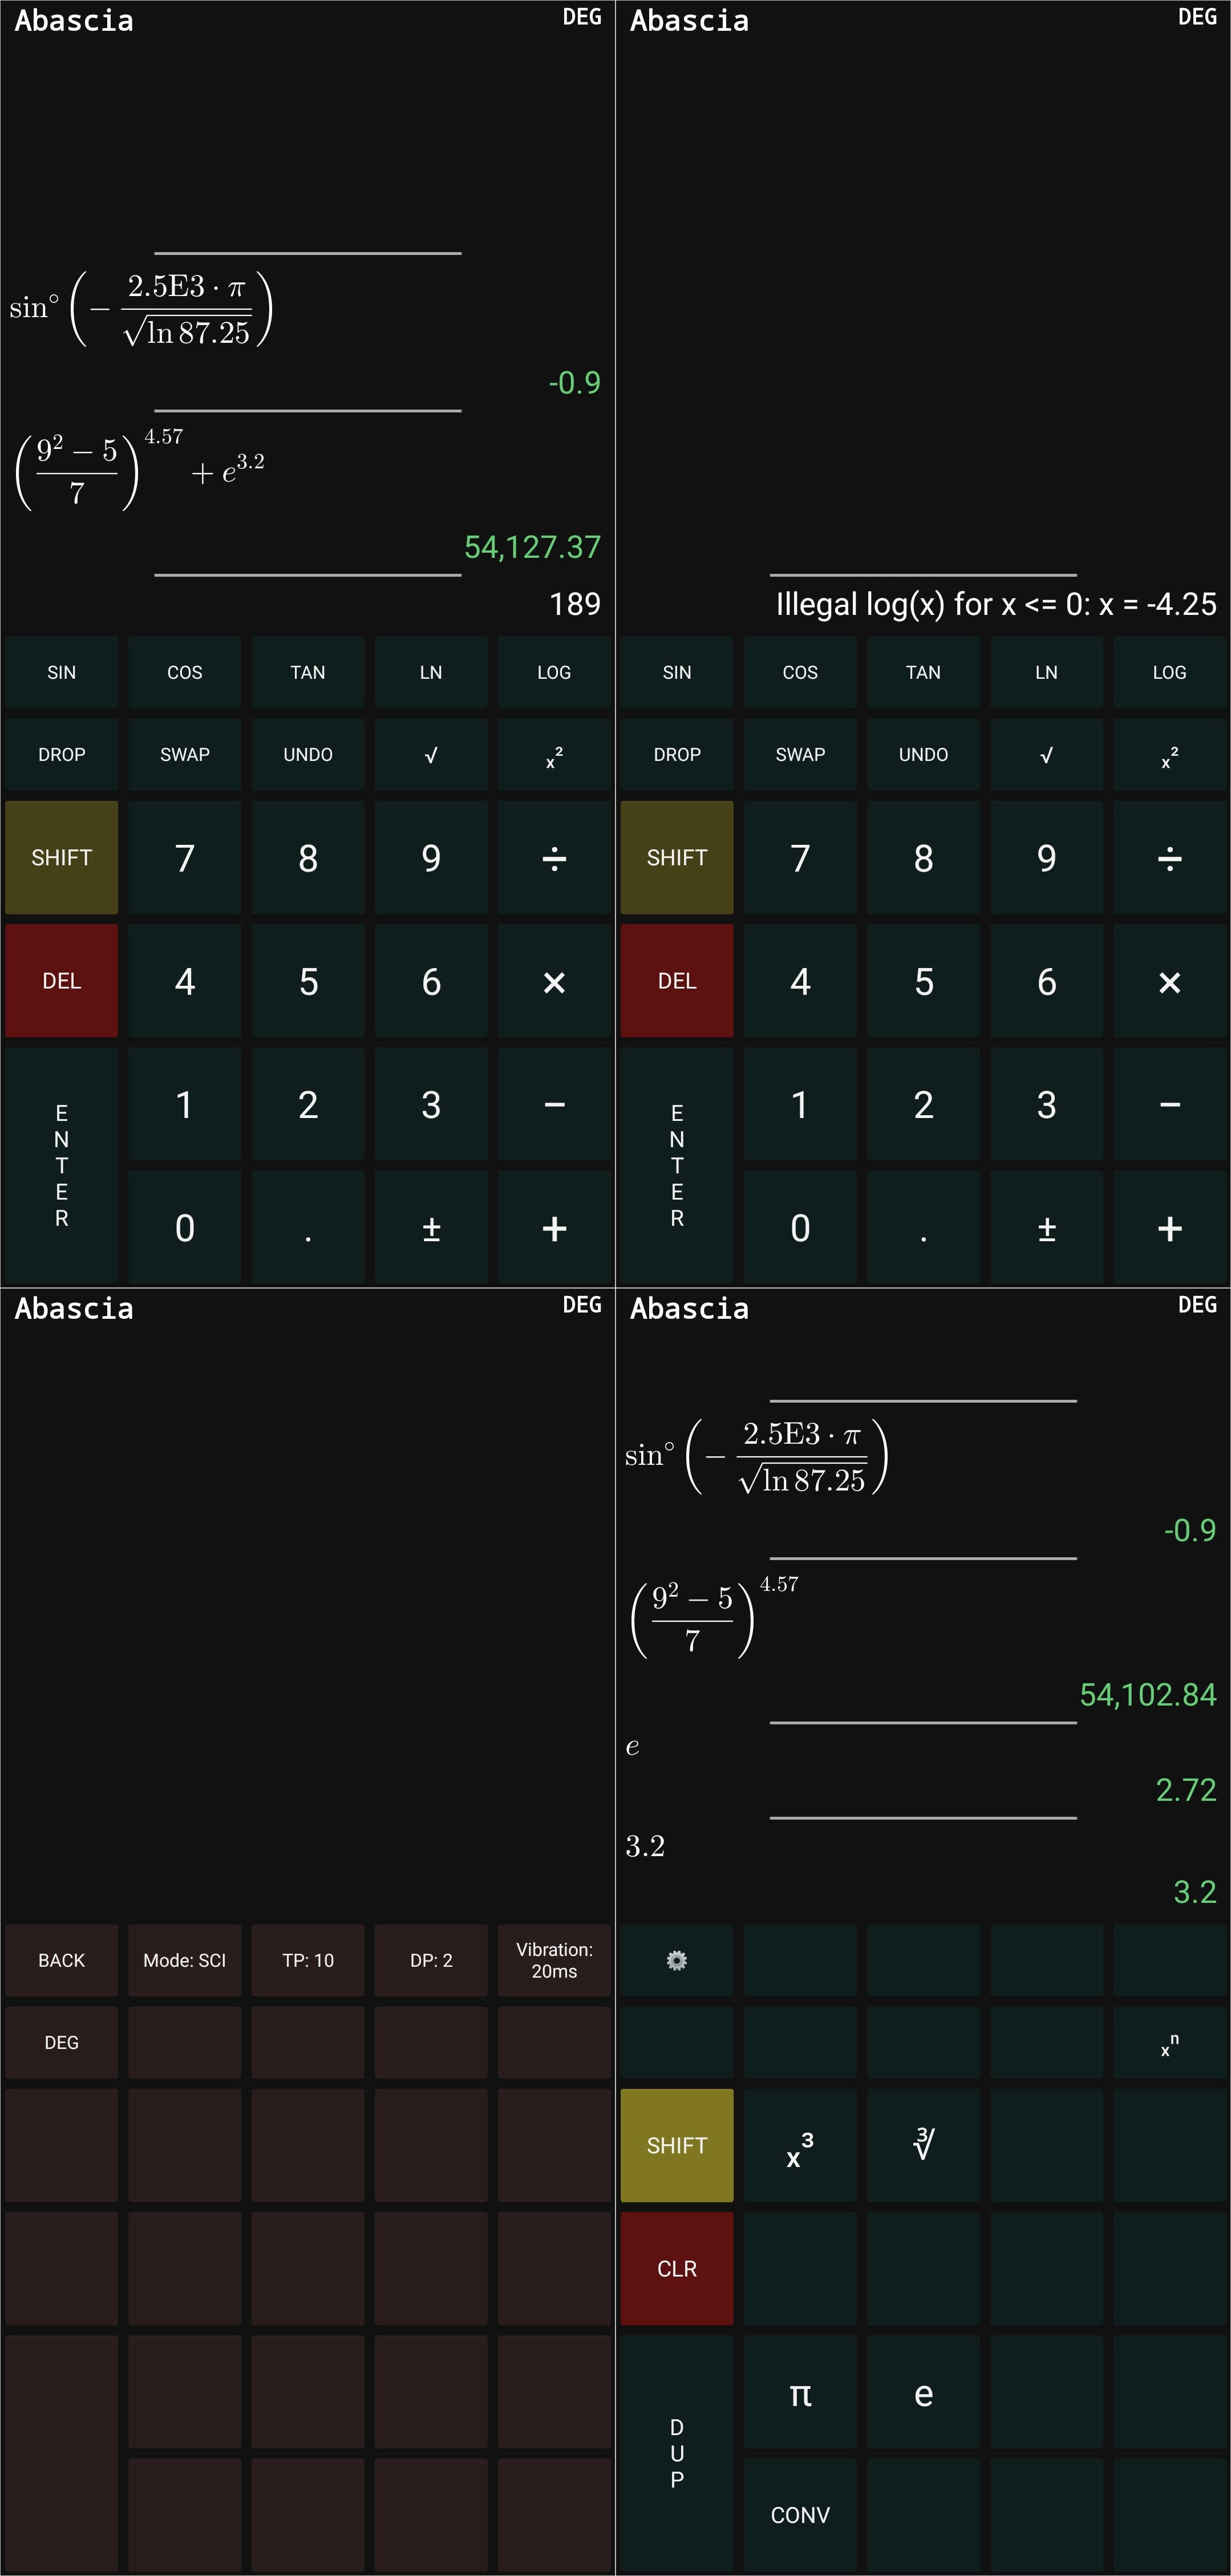 Abascia DEG
sin°(−2.5E3 · π / √ln 87.25)
-0.9
(9² − 5 / 7)^4.57 + e^3.2
54,127.37
189
SIN COS TAN LN LOG
DROP SWAP UNDO √ x²
SHIFT 7 8 9 ÷
DEL 4 5 6 ×
ENTER 1 2 3 −
0 . ± +
Abascia DEG
Illegal log(x) for x <= 0: x = -4.25
SIN COS TAN LN LOG
DROP SWAP UNDO √ x²
SHIFT 7 8 9 ÷
DEL 4 5 6 ×
ENTER 1 2 3 −
0 . ± +
Abascia DEG
BACK Mode: SCI TP: 10 DP: 2 Vibration: 20ms
DEG
Abascia DEG
sin°(−2.5E3 · π / √ln 87.25)
-0.9
(9² − 5 / 7)^4.57
54,102.84
e
2.72
3.2
3.2
xⁿ
SHIFT x³ ∛
CLR
DUP π e
CONV